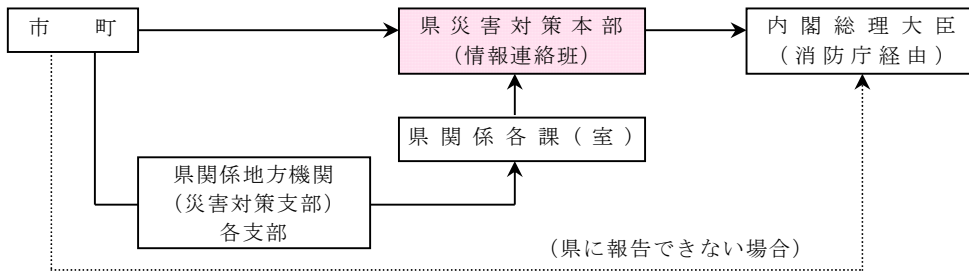 市　町
県災害対策本部
(情報連絡班)
内閣総理大臣
(消防庁経由)
県関係各課(室)
県関係地方機関
(災害対策支部)
各支部
(県に報告できない場合)